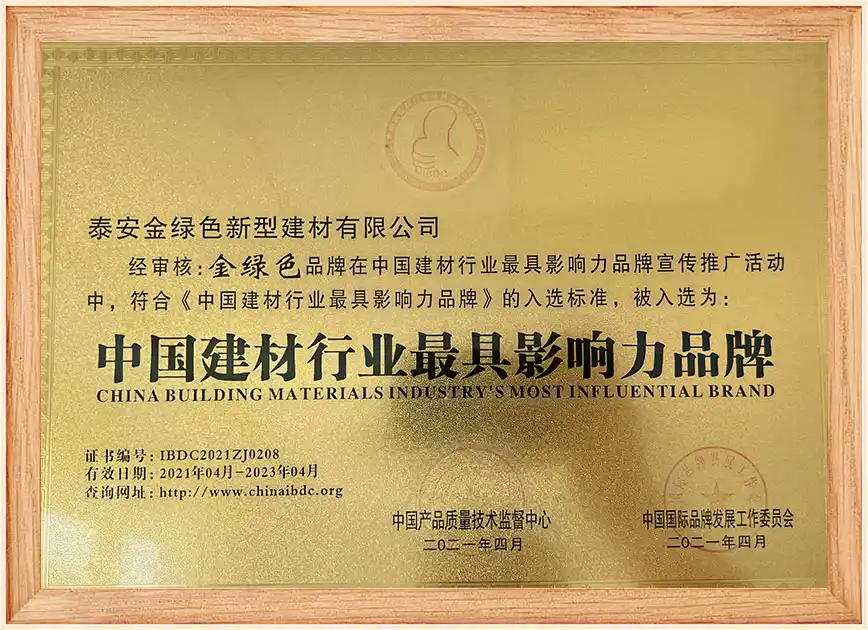 泰安金绿色新型建材有限公司
经审核:金绿色品牌在中国建材行业最具影响力品牌宣传推广活动
中，符合《中国建材行业最具影响力品牌》的入选标准，被入选为:
中国建材行业最具影响力品牌
CHINA BUILDING MATERIALS INDUSTRY'S MOST INFLUENTIAL BRAND
证书编号: IBDC2021ZJ0208
有效日期: 2021年04月-2023年04月
查询网址: http://www.chinaibdc.org
中国产品质量技术监督中心
二〇二一年四月
中国国际品牌发展工作委员会
二〇二一年四月